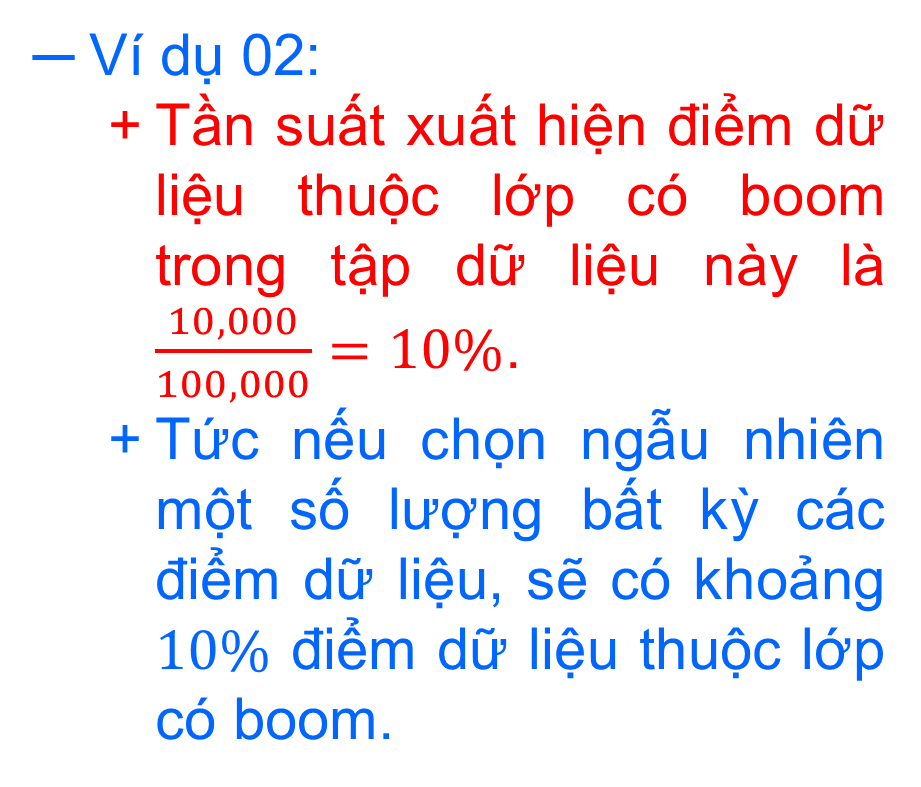 — Ví dụ 02:
+ Tần suất xuất hiện điểm dữ
liệu thuộc lớp có boom
trong tập dữ liệu này là
10,000
100,000
= 10%.
+ Tức nếu chọn ngẫu nhiên
một số lượng bất kỳ các
điểm dữ liệu, sẽ có khoảng
10% điểm dữ liệu thuộc lớp
có boom.